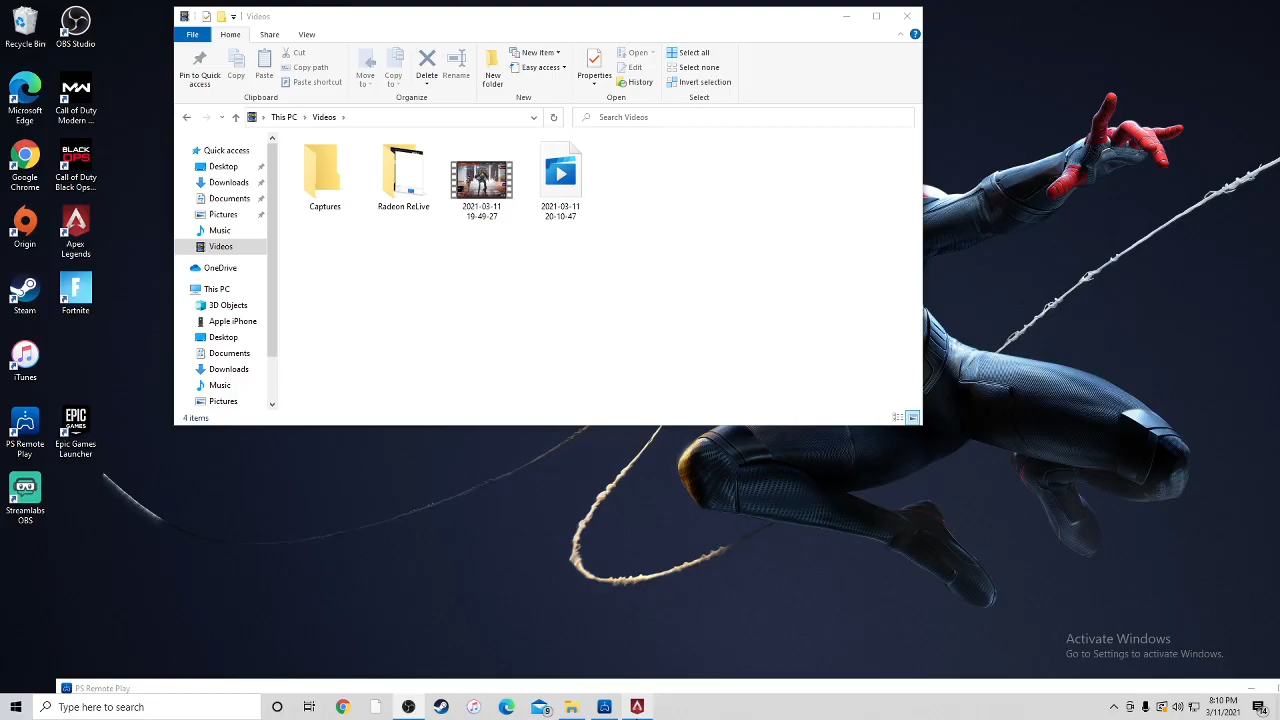 Videos
File
Home
Share
View
Pin to Quick
access
Copy
Paste
Cut
Copy path
Paste shortcut
Clipboard
Move
to
Copy
to
Delete
Rename
Organize
New
folder
New item
Easy access
New
Properties
Open
Edit
History
Open
Select all
Select none
Invert selection
Select
This PC
Videos
Search Videos
Quick access
Desktop
Downloads
Documents
Pictures
Music
Videos
OneDrive
This PC
3D Objects
Apple iPhone
Desktop
Documents
Downloads
Music
Pictures
Captures
Radeon ReLive
2021-03-11
19-49-27
2021-03-11
20-10-47
4 items
Recycle Bin
OBS Studio
Microsoft
Edge
Call of Duty
Modern ...
Google
Chrome
BLACK
OPS
Call of Duty
Black Ops...
Origin
Apex
Legends
Steam
Fortnite
iTunes
PS Remote
Play
EPIC
GAMES
Epic Games
Launcher
Streamlabs
OBS
Activate Windows
Go to Settings to activate Windows.
PS Remote Play
Type here to search
9
8:10 PM
3/11/2021